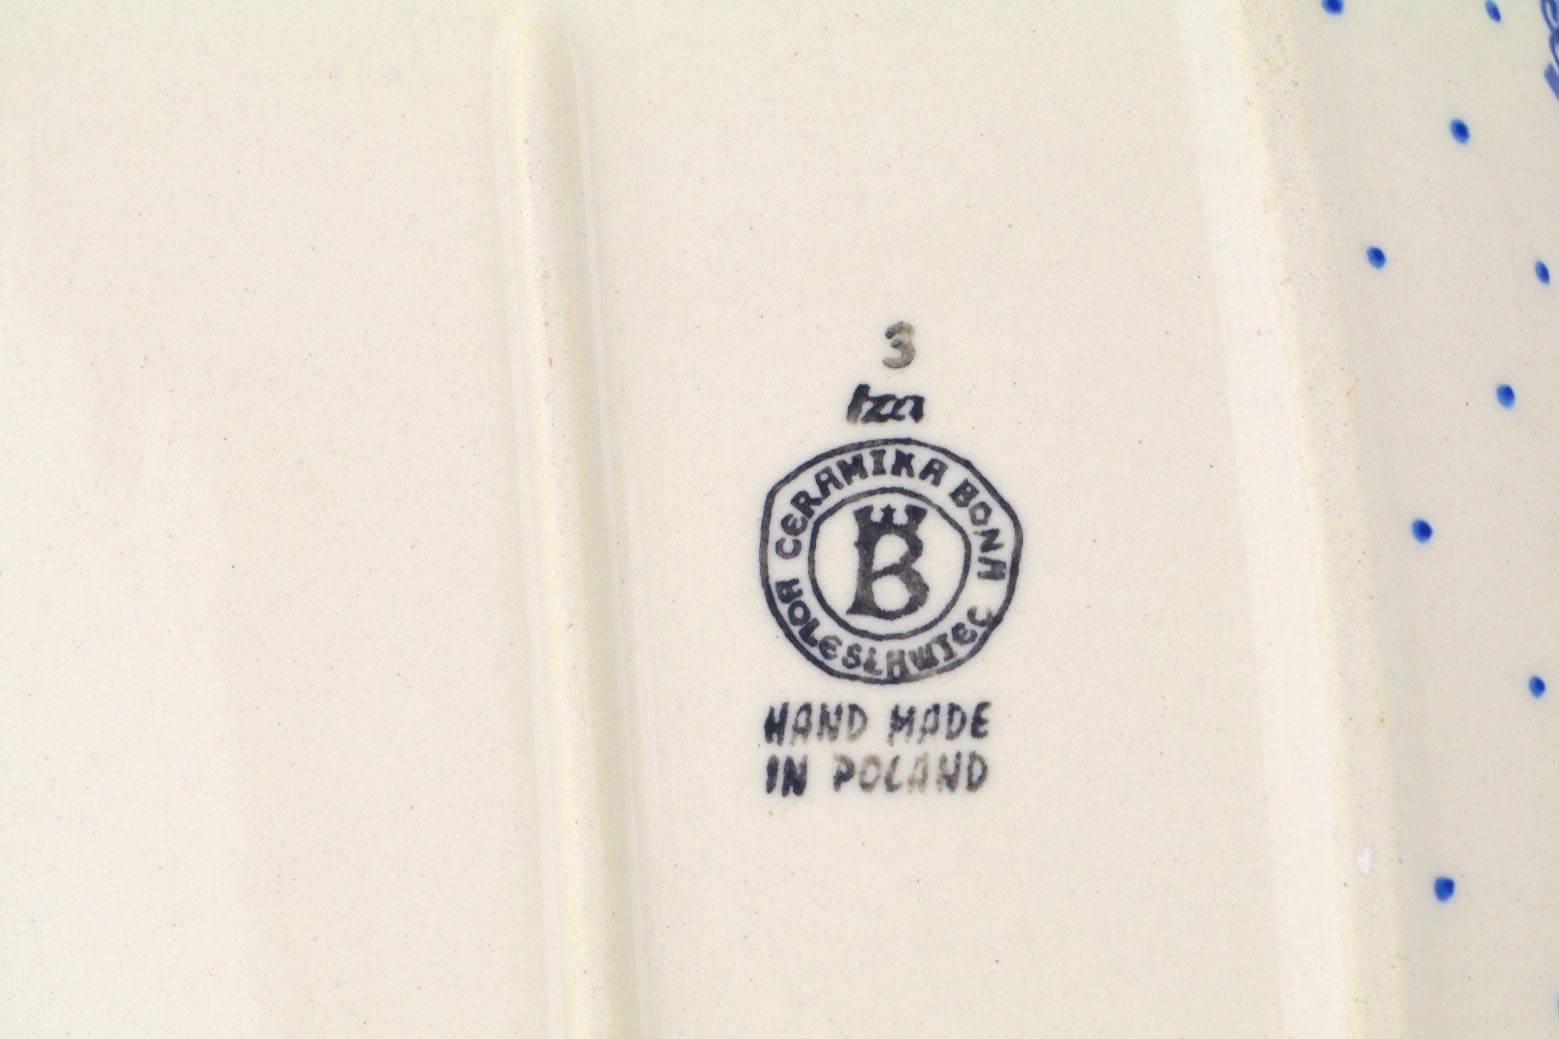 3
CERAMIKA BONA
BOLESŁAWIEC
B
HAND MADE
IN POLAND